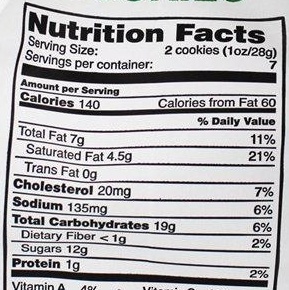 Nutrition Facts
Serving Size: 2 cookies (1oz/28g)
Servings per container: 7
Amount per Serving
Calories 140 Calories from Fat 60
% Daily Value
Total Fat 7g 11%
Saturated Fat 4.5g 21%
Trans Fat 0g
Cholesterol 20mg 7%
Sodium 135mg 6%
Total Carbohydrates 19g 6%
Dietary Fiber < 1g 2%
Sugars 12g
Protein 1g 2%
Vitamin A 4%